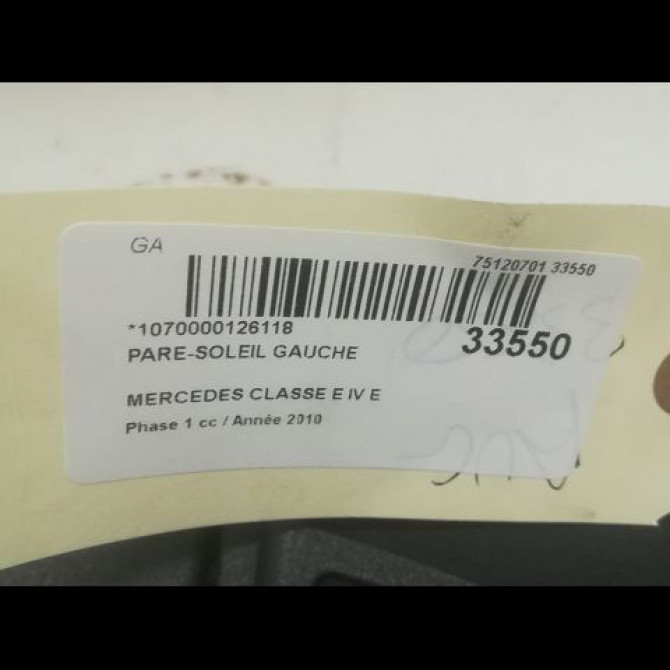 GA
75120701 33550
*1070000126118
33550
PARE-SOLEIL GAUCHE
MERCEDES CLASSE E IV E
Phase 1 cc / Année 2010